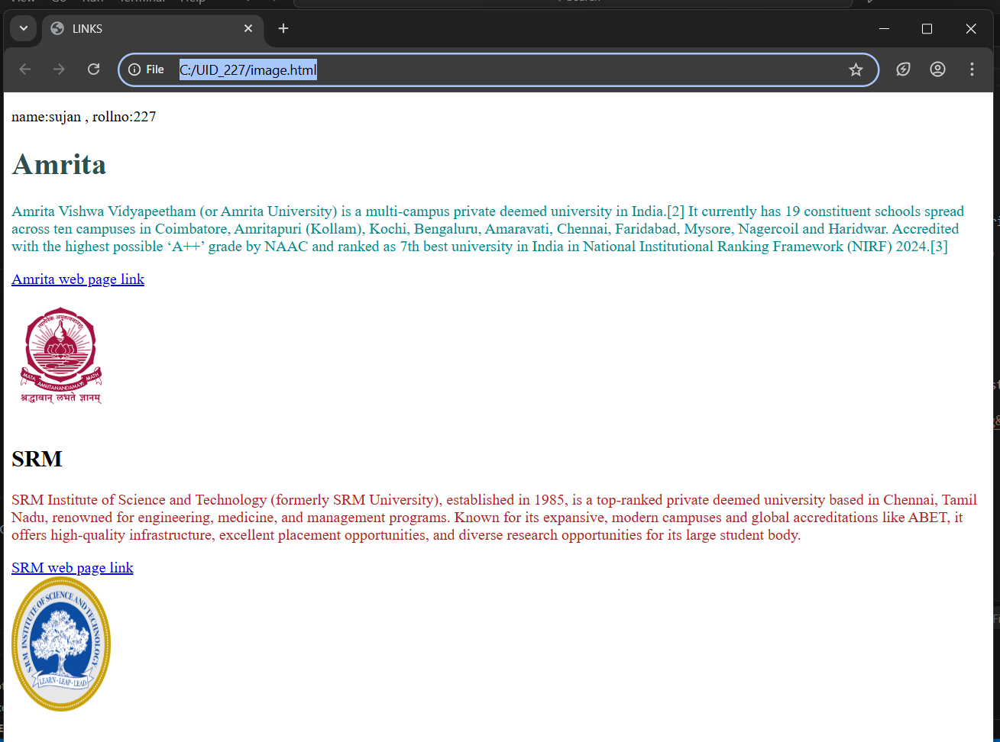 Search
LINKS
File C:/UID_227/image.html
name:sujan , rollno:227
Amrita
Amrita Vishwa Vidyapeetham (or Amrita University) is a multi-campus private deemed university in India.[2] It currently has 19 constituent schools spread
across ten campuses in Coimbatore, Amritapuri (Kollam), Kochi, Bengaluru, Amaravati, Chennai, Faridabad, Mysore, Nagercoil and Haridwar. Accredited
with the highest possible ‘A++’ grade by NAAC and ranked as 7th best university in India in National Institutional Ranking Framework (NIRF) 2024.[3]
Amrita web page link
MATA AMRITANANDAMAYI MATH
श्रद्धावान् लभते ज्ञानम्
SRM
SRM Institute of Science and Technology (formerly SRM University), established in 1985, is a top-ranked private deemed university based in Chennai, Tamil
Nadu, renowned for engineering, medicine, and management programs. Known for its expansive, modern campuses and global accreditations like ABET, it
offers high-quality infrastructure, excellent placement opportunities, and diverse research opportunities for its large student body.
SRM web page link
SRM INSTITUTE OF SCIENCE AND TECHNOLOGY
LEARN - LEAP - LEAD